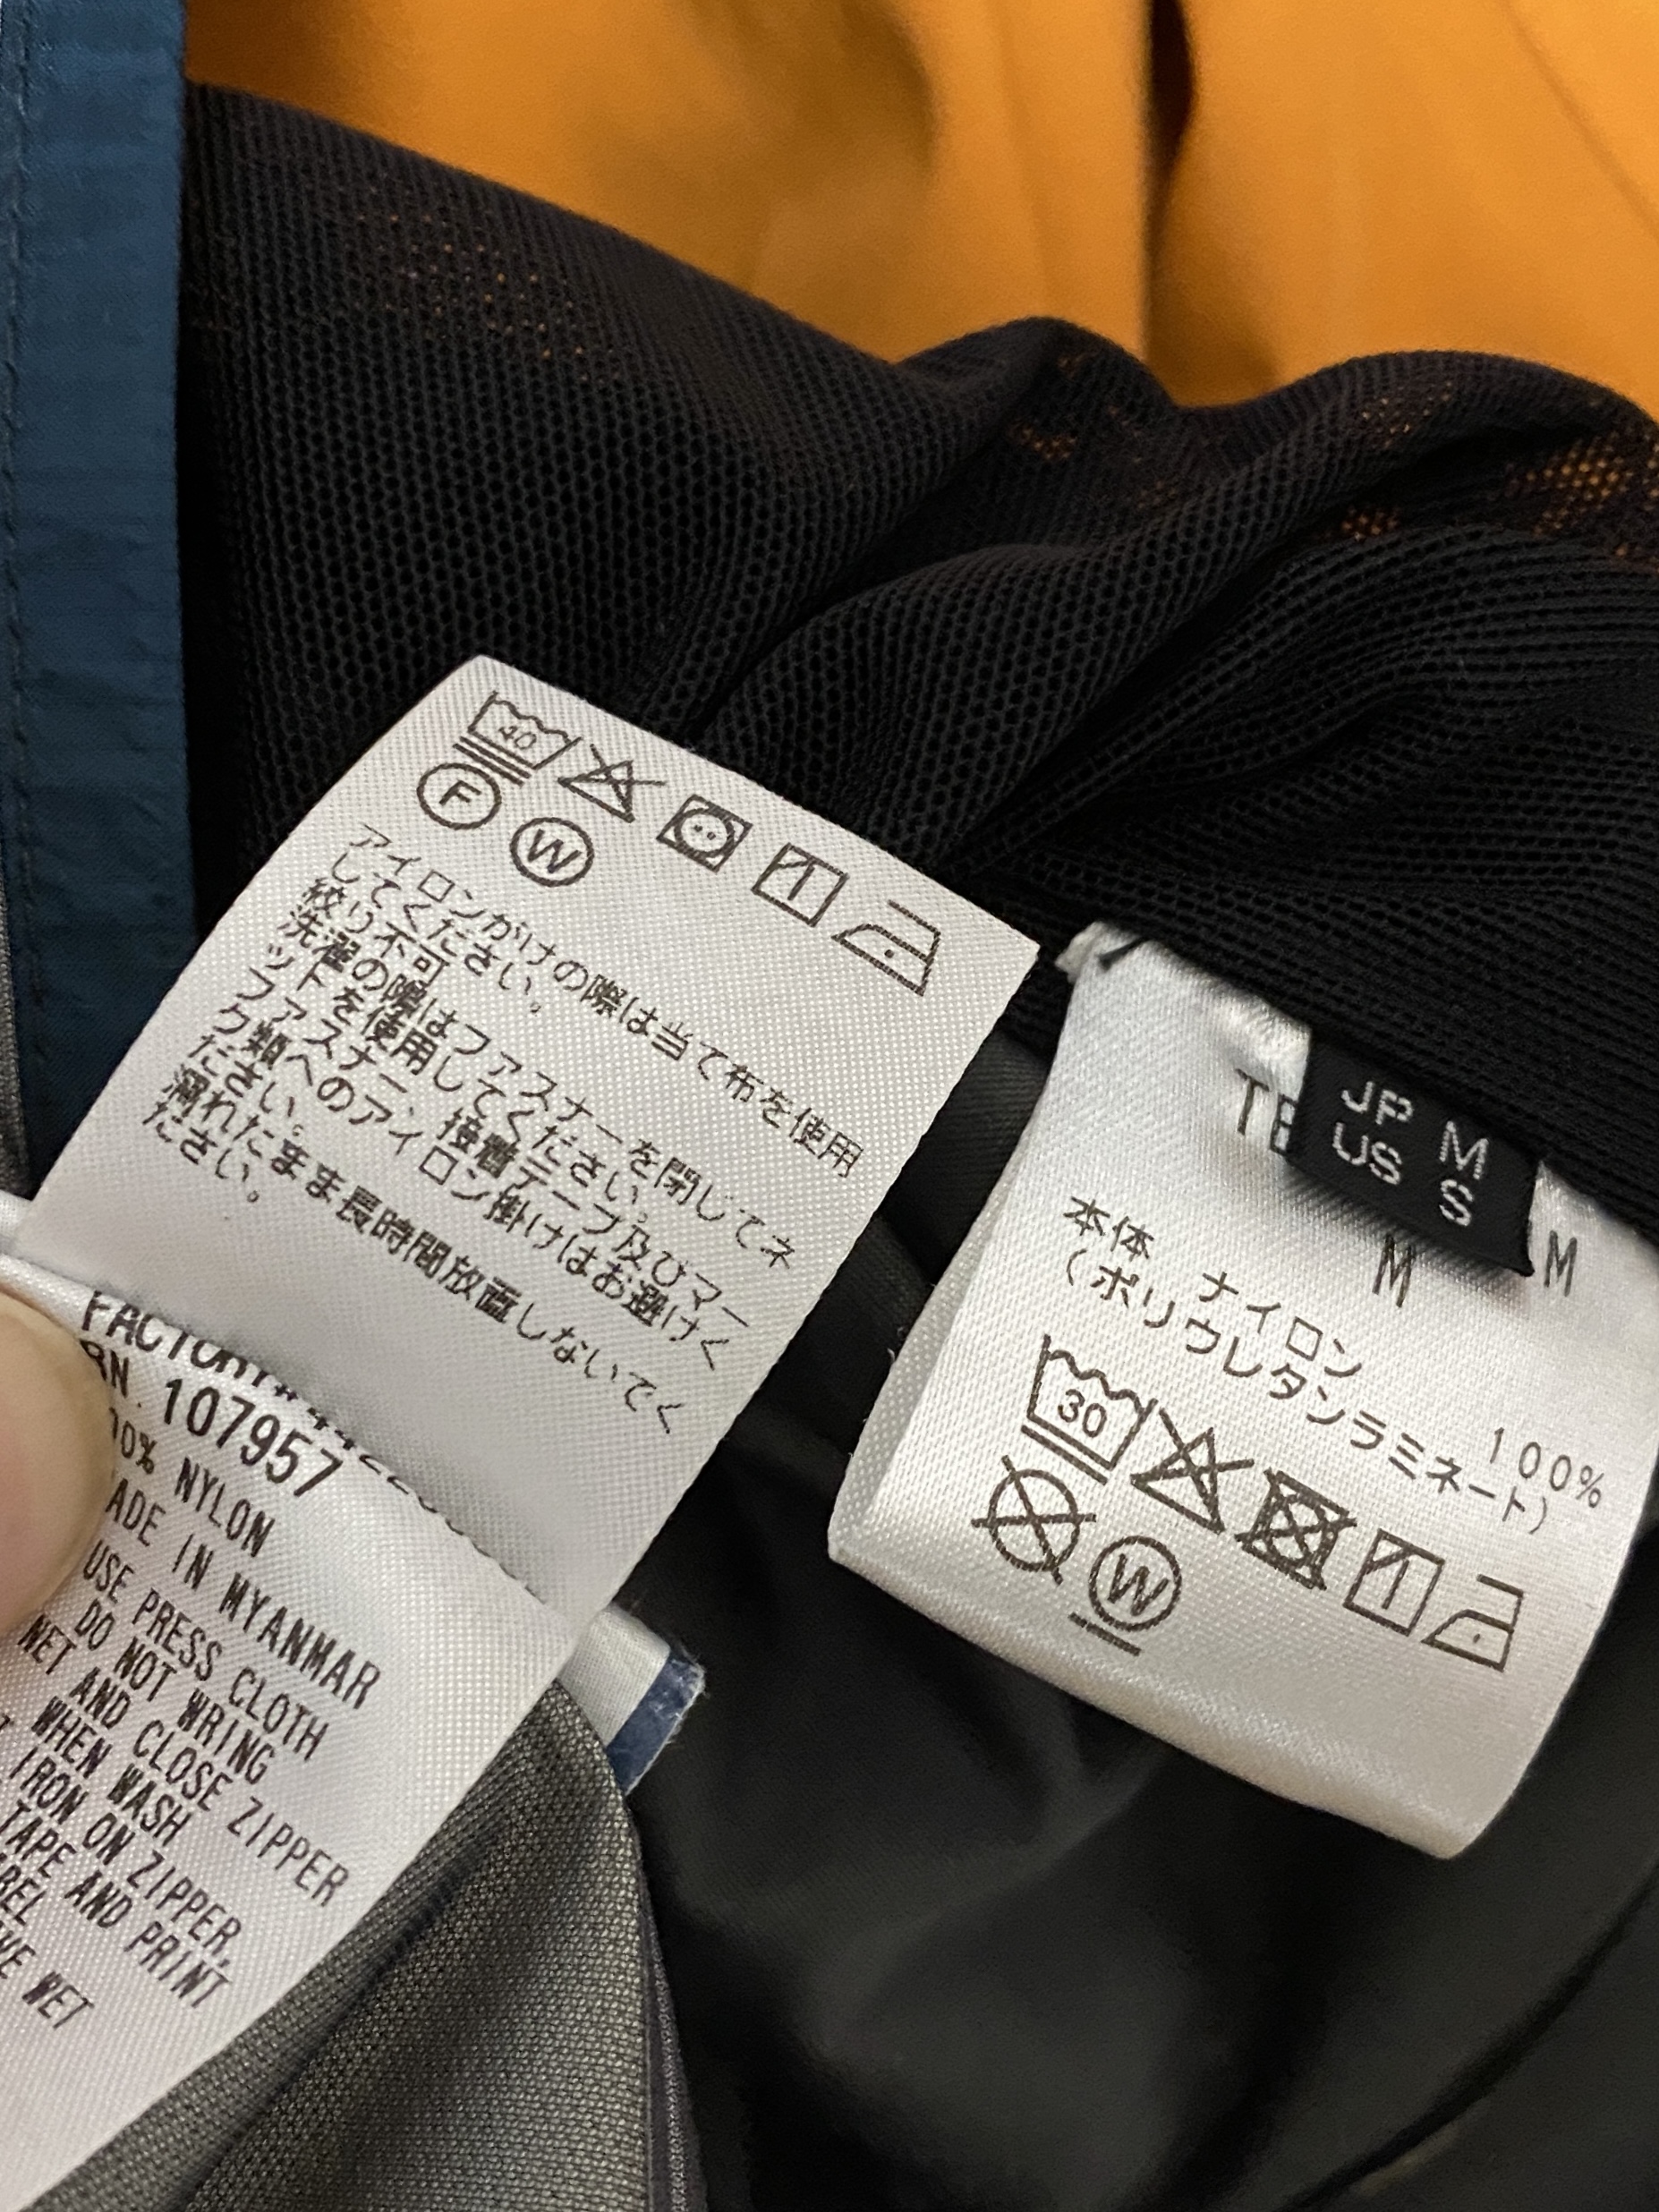 40
F
W
アイロンがけの際は当て布を使用
してください。
絞り不可
洗濯の際はファスナーを閉じてネ
ットを使用してください。
ファスナー、接着テープ及びマー
ク類へのアイロン掛けはお避けく
ださい。
濡れたまま長時間放置しないでく
ださい。
RN. 107957
NYLON
IN MYANMAR
USE PRESS CLOTH
DO NOT WRING
NET AND CLOSE ZIPPER
WHEN WASH
IRON ON ZIPPER,
TAPE AND PRINT
WET
JP M
US S
M
M
本体 ナイロン 100%
(ポリウレタンラミネート)
30
W